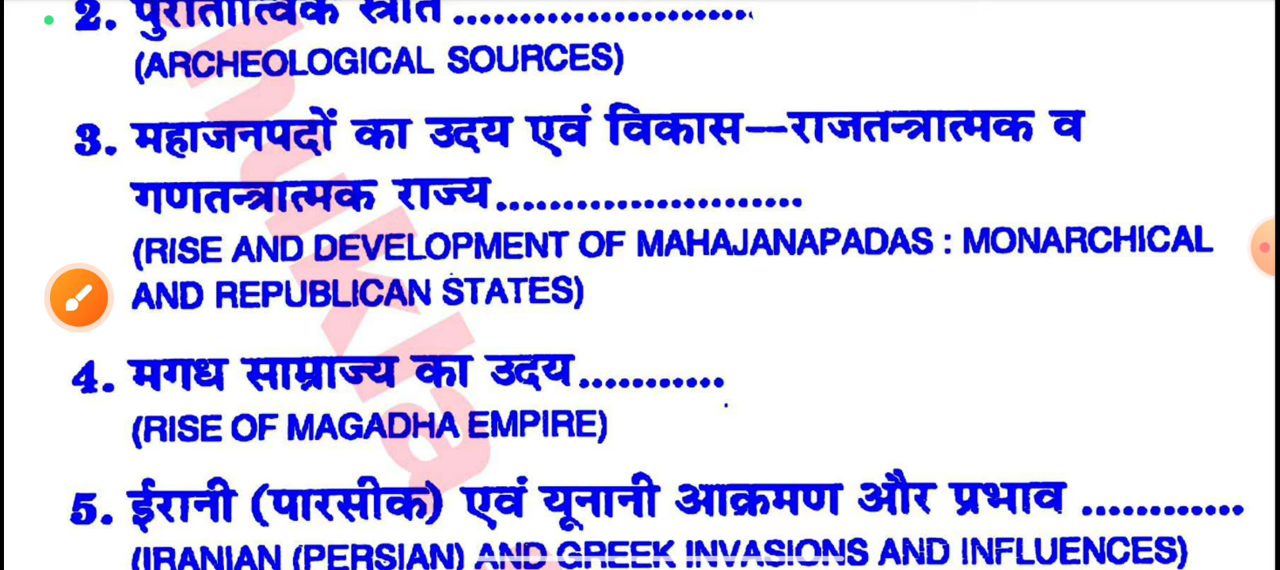 2. पुरातात्विक स्त्रोत ..............................
(ARCHEOLOGICAL SOURCES)
3. महाजनपदों का उदय एवं विकास—राजतन्त्रात्मक व
गणतन्त्रात्मक राज्य.......................
(RISE AND DEVELOPMENT OF MAHAJANAPADAS : MONARCHICAL
AND REPUBLICAN STATES)
4. मगध साम्राज्य का उदय...........
(RISE OF MAGADHA EMPIRE)
5. ईरानी (पारसीक) एवं यूनानी आक्रमण और प्रभाव ............
(IRANIAN (PERSIAN) AND GREEK INVASIONS AND INFLUENCES)